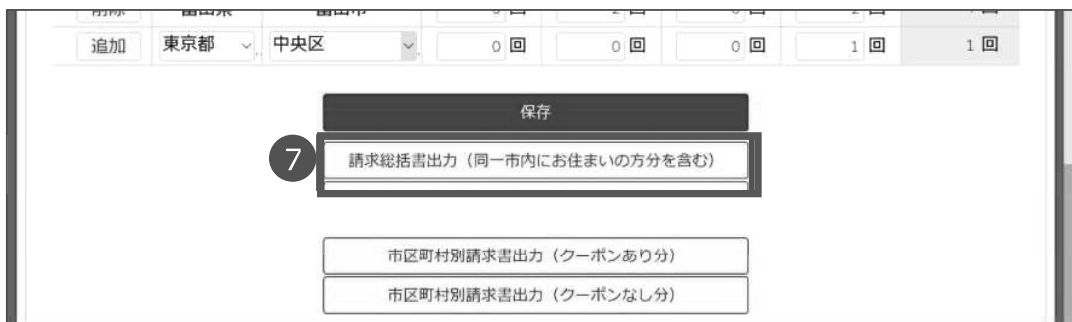 追加 東京都 中央区 0 回 0 回 0 回 1 回 1 回
保存
7 請求総括書出力（同一市内にお住まいの方分を含む）
市区町村別請求書出力（クーポンあり分）
市区町村別請求書出力（クーポンなし分）